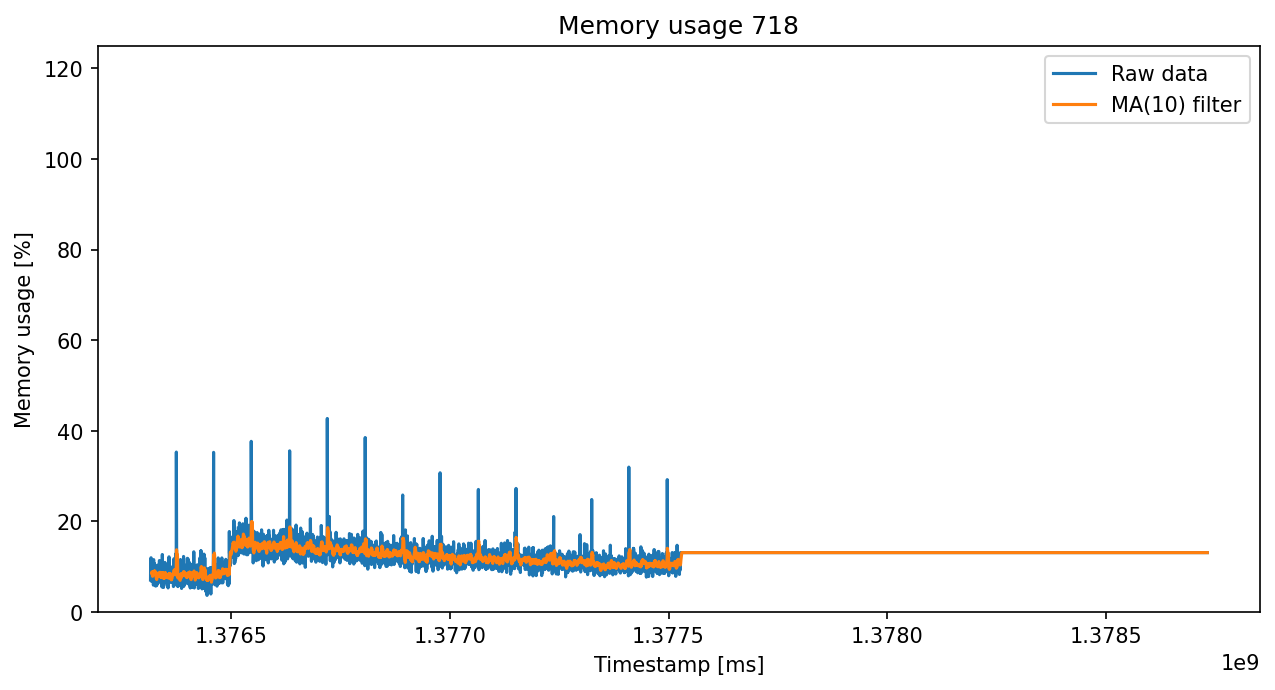 Memory usage 718
Raw data
MA(10) filter
Memory usage [%]
120
100
80
60
40
20
0
1.3765 1.3770 1.3775 1.3780 1.3785
1e9
Timestamp [ms]